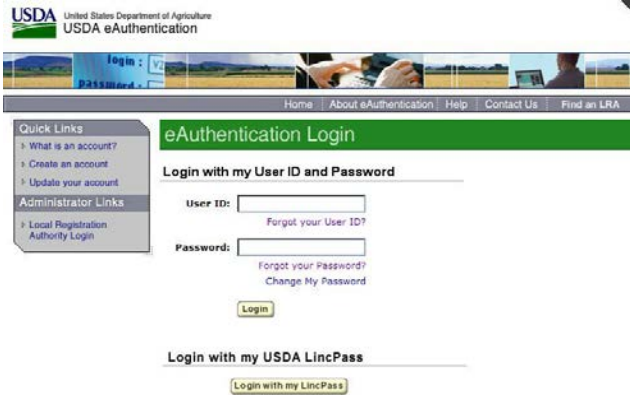 USDA United States Department of Agriculture
USDA eAuthentication
login :
password :
Home About eAuthentication Help Contact Us Find an LRA
Quick Links
What is an account?
Create an account
Update your account
Administrator Links
Local Registration
Authority Login
eAuthentication Login
Login with my User ID and Password
User ID:
Forgot your User ID?
Password:
Forgot your Password?
Change My Password
Login
Login with my USDA LincPass
Login with my LincPass